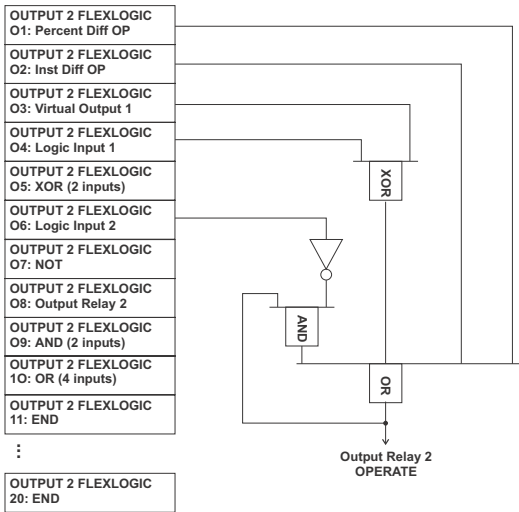 OUTPUT 2 FLEXLOGIC
O1: Percent Diff OP
OUTPUT 2 FLEXLOGIC
O2: Inst Diff OP
OUTPUT 2 FLEXLOGIC
O3: Virtual Output 1
OUTPUT 2 FLEXLOGIC
O4: Logic Input 1
OUTPUT 2 FLEXLOGIC
O5: XOR (2 inputs)
OUTPUT 2 FLEXLOGIC
O6: Logic Input 2
OUTPUT 2 FLEXLOGIC
O7: NOT
OUTPUT 2 FLEXLOGIC
O8: Output Relay 2
OUTPUT 2 FLEXLOGIC
O9: AND (2 inputs)
OUTPUT 2 FLEXLOGIC
1O: OR (4 inputs)
OUTPUT 2 FLEXLOGIC
11: END
⋮
OUTPUT 2 FLEXLOGIC
20: END
XOR
AND
OR
Output Relay 2
OPERATE